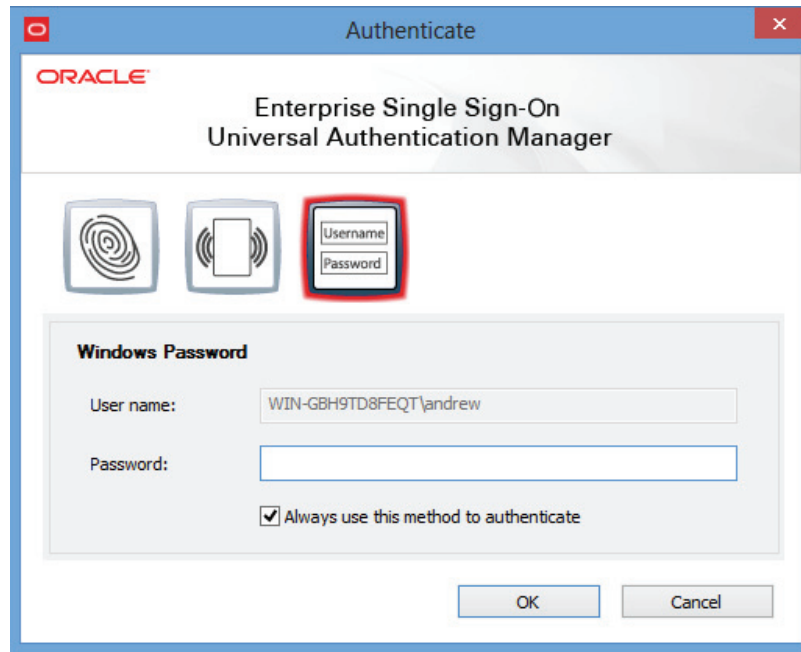 Authenticate
ORACLE
Enterprise Single Sign-On
Universal Authentication Manager
Username
Password
Windows Password
User name: WIN-GBH9TD8FEQT\andrew
Password:
Always use this method to authenticate
OK Cancel